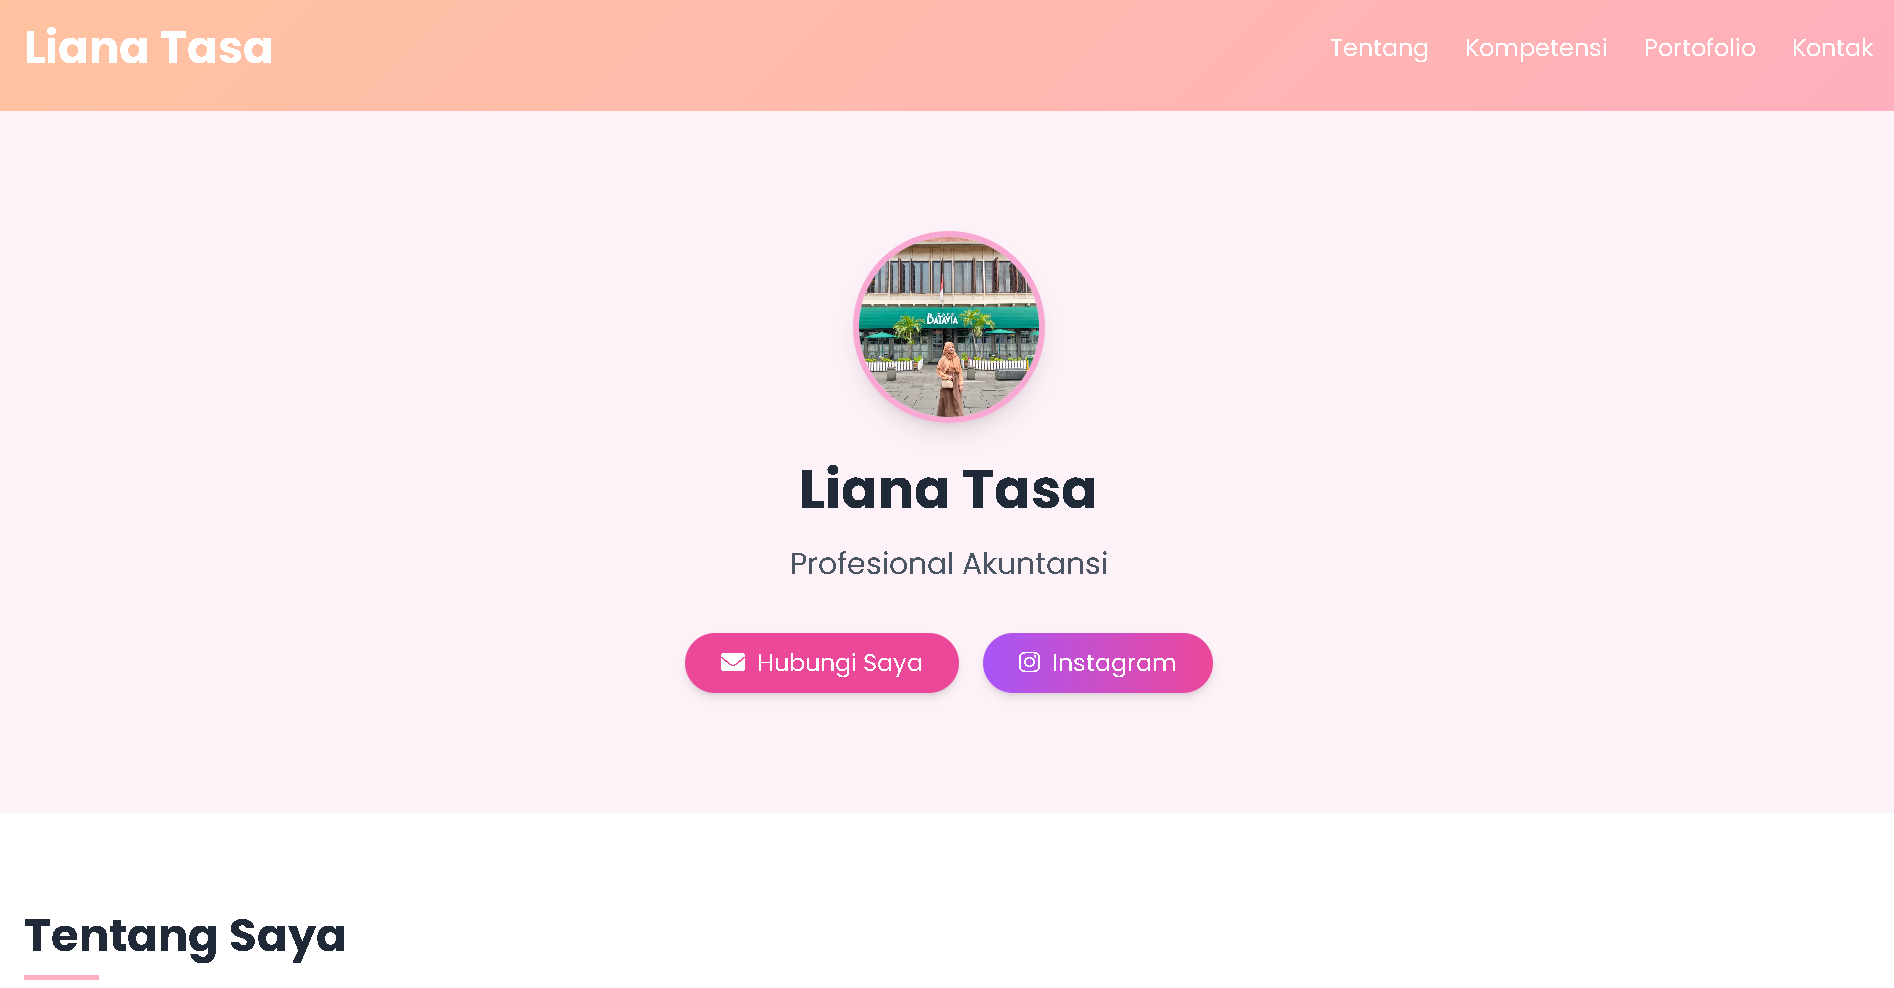 Liana Tasa
Tentang Kompetensi Portofolio Kontak
BATAVIA
Liana Tasa
Profesional Akuntansi
Hubungi Saya
Instagram
Tentang Saya